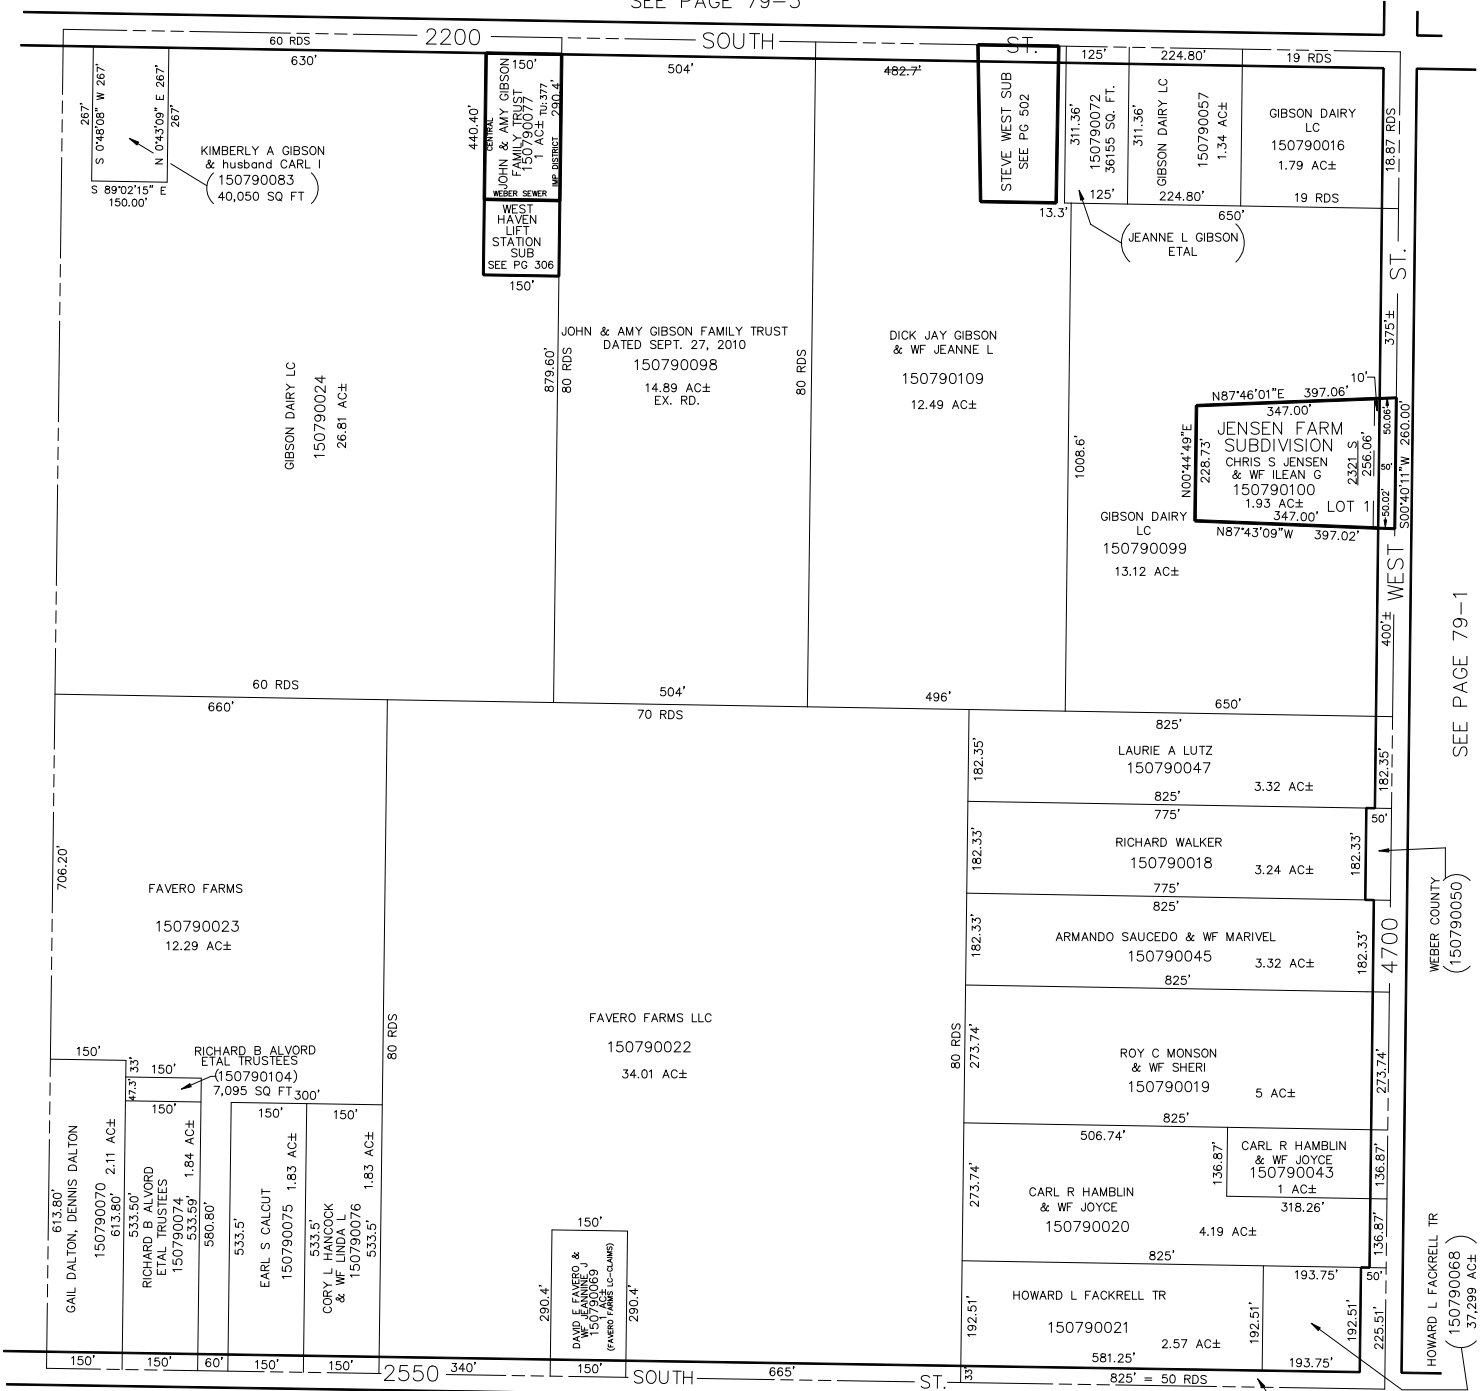 SEE PAGE 79-3
60 RDS
2200
SOUTH
ST.
630'
150'
504'
482.7'
125'
224.80'
19 RDS
267'
S 0°48'08" W 267'
N 0°43'09" E 267'
267'
S 89°02'15" E
150.00'
KIMBERLY A GIBSON
& husband CARL I
(150790083)
40,050 SQ FT
440.40'
CENTRAL
JOHN & AMY GIBSON
FAMILY TRUST
150790077
1 AC± TU:377
290.4'
IMP DISTRICT
WEBER SEWER
WEST
HAVEN
LIFT
STATION
SUB
SEE PG 306
150'
STEVE WEST SUB
SEE PG 502
13.3'
311.36'
150790072
36155 SQ. FT.
125'
311.36'
GIBSON DAIRY LC
150790057
1.34 AC±
224.80'
GIBSON DAIRY
LC
150790016
1.79 AC±
19 RDS
18.87 RDS
650'
(JEANNE L GIBSON)
ETAL
GIBSON DAIRY LC
150790024
26.81 AC±
879.60'
80 RDS
JOHN & AMY GIBSON FAMILY TRUST
DATED SEPT. 27, 2010
150790098
14.89 AC±
EX. RD.
80 RDS
DICK JAY GIBSON
& WF JEANNE L
150790109
12.49 AC±
1008.6'
375'±
ST.
10'
N87°46'01"E 397.06'
347.00'
JENSEN FARM
SUBDIVISION
CHRIS S JENSEN
& WF ILEAN G
150790100
1.93 AC±
LOT 1
347.00'
N87°43'09"W 397.02'
N00°44'49"E
228.73'
2321 S
256.06'
50.06'
50'
50.02'
S00°40'11"W 260.00'
GIBSON DAIRY
LC
150790099
13.12 AC±
WEST
400'±
SEE PAGE 79-1
60 RDS
504'
496'
650'
660'
70 RDS
825'
182.35'
LAURIE A LUTZ
150790047
3.32 AC±
825'
182.35'
775'
50'
182.33'
RICHARD WALKER
150790018
3.24 AC±
775'
182.33'
WEBER COUNTY
(150790050)
825'
182.33'
ARMANDO SAUCEDO & WF MARIVEL
150790045
3.32 AC±
825'
182.33'
4700
706.20'
FAVERO FARMS
150790023
12.29 AC±
80 RDS
FAVERO FARMS LLC
150790022
34.01 AC±
80 RDS
273.74'
ROY C MONSON
& WF SHERI
150790019
5 AC±
825'
273.74'
150'
33'
150'
RICHARD B ALVORD
ETAL TRUSTEES
(150790104)
7,095 SQ FT
300'
47.3'
150'
150'
150'
613.80'
GAIL DALTON, DENNIS DALTON
150790070 2.11 AC±
613.80'
533.50'
RICHARD B ALVORD
ETAL TRUSTEES
150790074
1.84 AC±
533.59'
580.80'
533.5'
EARL S CALCUT
150790075
1.83 AC±
533.5'
CORY L HANCOCK
& WF LINDA L
150790076
1.83 AC±
533.5'
506.74'
136.87'
CARL R HAMBLIN
& WF JOYCE
150790043
1 AC±
318.26'
136.87'
273.74'
CARL R HAMBLIN
& WF JOYCE
150790020
4.19 AC±
825'
136.87'
150'
290.4'
DAVID E FAVERO &
WF JEANNINE J
150790069
1 AC±
(FAVERO FARMS LC-CLAIMS)
290.4'
192.51'
HOWARD L FACKRELL TR
150790021
2.57 AC±
581.25'
192.51'
193.75'
50'
192.51'
225.51'
193.75'
HOWARD L FACKRELL TR
(150790068)
37,299 AC±
150'
150'
60'
150'
150'
2550
340'
150'
SOUTH
665'
ST.
33'
825' = 50 RDS